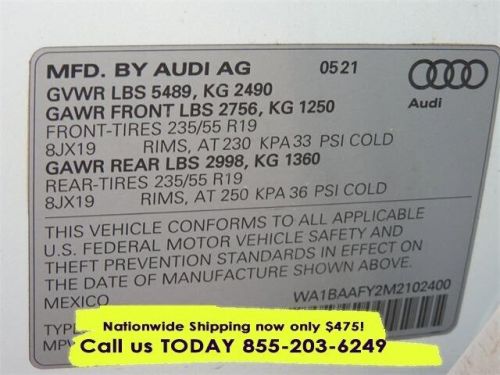 MFD. BY AUDI AG 05 21
GVWR LBS 5489, KG 2490
GAWR FRONT LBS 2756, KG 1250
FRONT-TIRES 235/55 R19
8JX19 RIMS, AT 230 KPA 33 PSI COLD
GAWR REAR LBS 2998, KG 1360
REAR-TIRES 235/55 R19
8JX19 RIMS, AT 250 KPA 36 PSI COLD
Audi
THIS VEHICLE CONFORMS TO ALL APPLICABLE
U.S. FEDERAL MOTOR VEHICLE SAFETY AND
THEFT PREVENTION STANDARDS IN EFFECT ON
THE DATE OF MANUFACTURE SHOWN ABOVE.
MEXICO WA1BAAFY2M2102400
TYPE
MPV
Nationwide Shipping now only $475!
Call us TODAY 855-203-6249